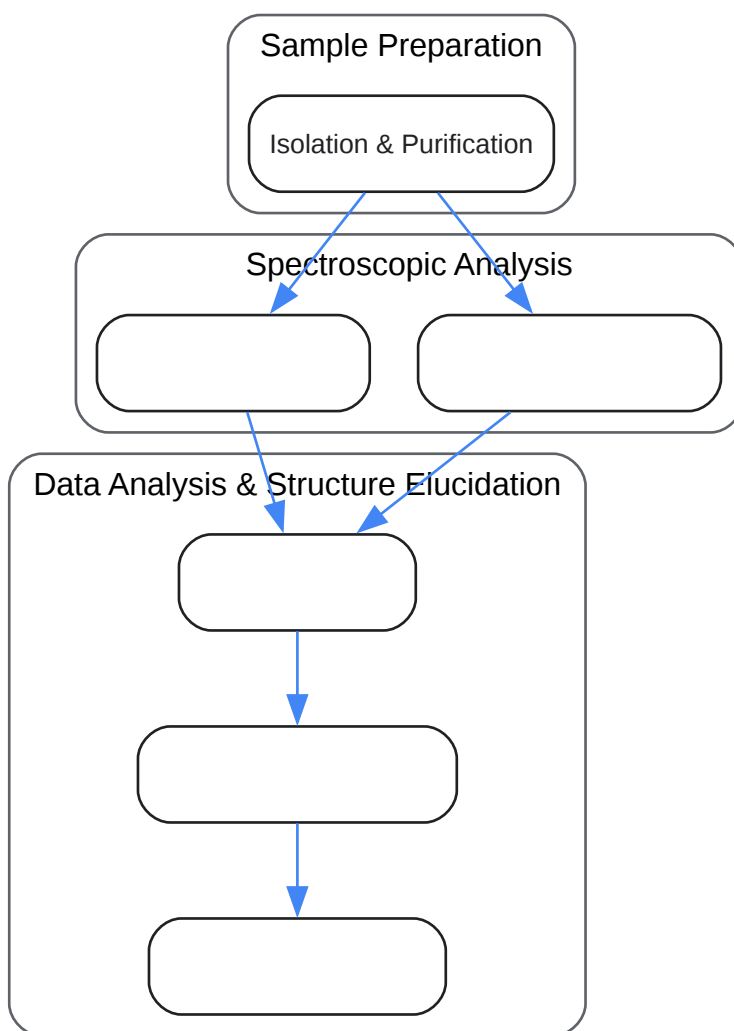 Sample Preparation
Isolation & Purification
Spectroscopic Analysis
Data Analysis & Structure Elucidation